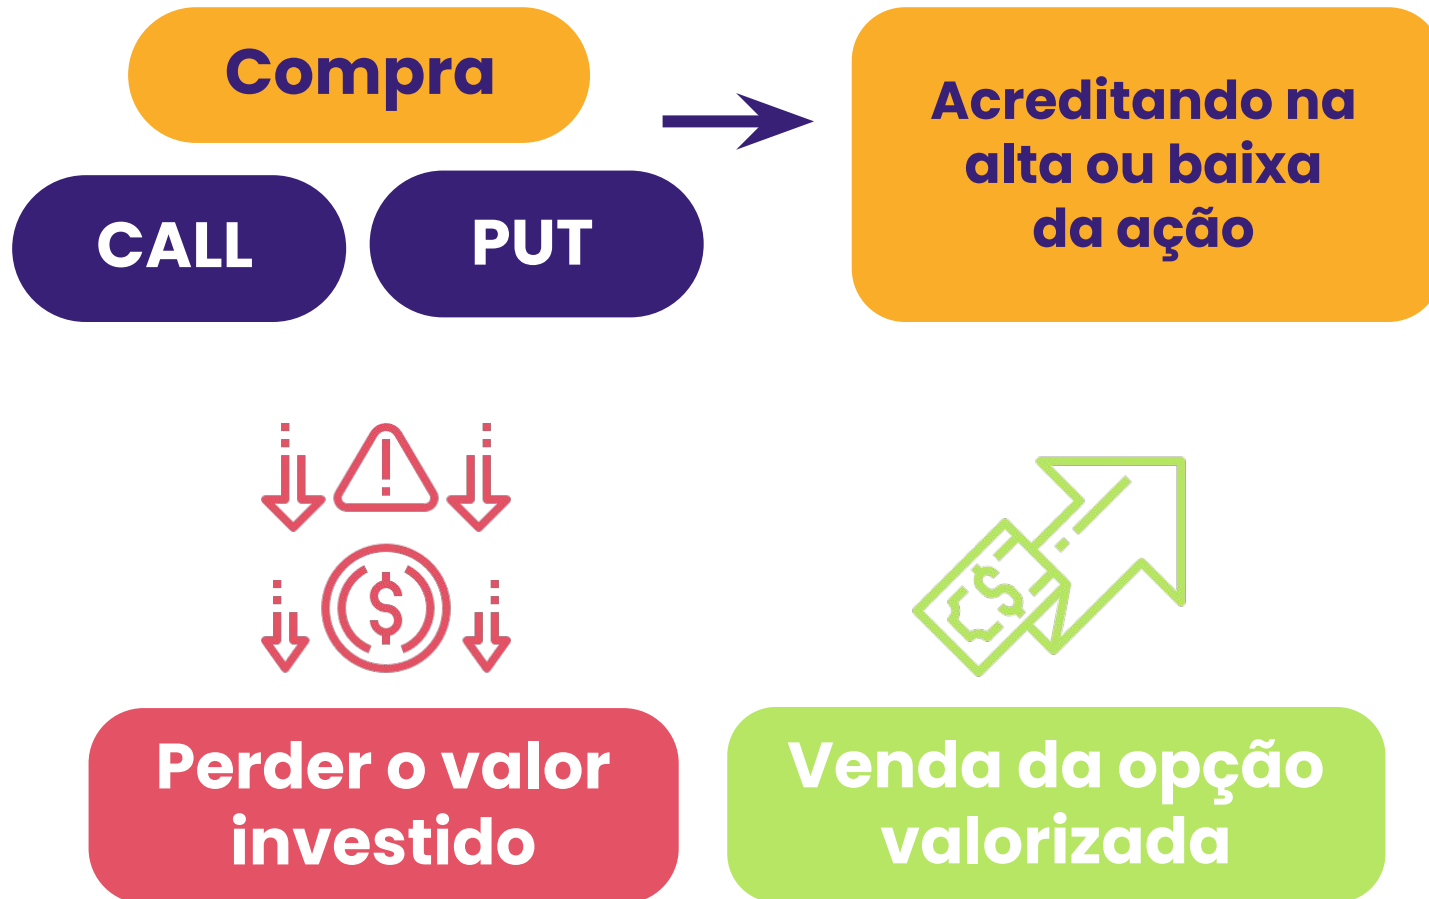 Compra
CALL
PUT
Acreditando na
alta ou baixa
da ação
Perder o valor
investido
Venda da opção
valorizada